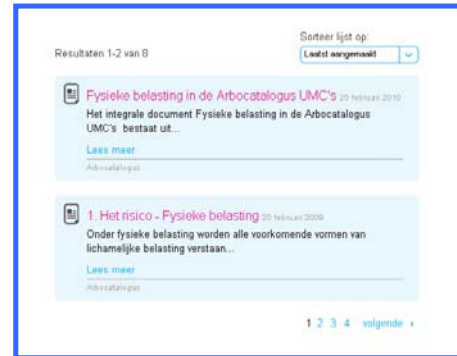 Sorteer lijst op:
Resultaten 1-2 van 8
Laatst aangemaakt
Fysieke belasting in de Arbocatalogus UMC's 25 februari 2010
Het integrale document Fysieke belasting in de Arbocatalogus
UMC's bestaat uit...
Lees meer
Arbocatalogus
1. Het risico - Fysieke belasting 20 februari 2009
Onder fysieke belasting worden alle voorkomende vormen van
lichamelijke belasting verstaan...
Lees meer
Arbocatalogus
1 2 3 4 volgende ›